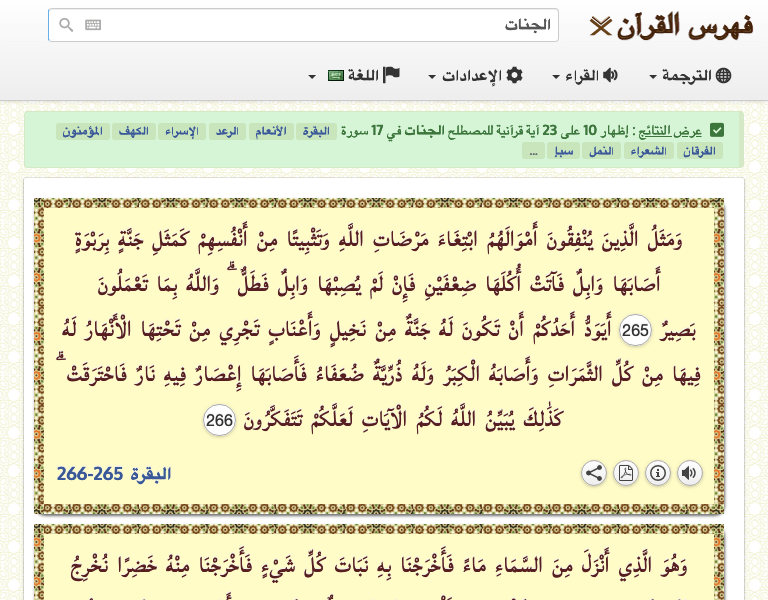 فهرس القرآن
الجنات
الترجمة القراء الإعدادات اللغة
عرض النتائج : إظهار 10 على 23 آية قرآنية للمصطلح الجنات في 17 سورة البقرة الأنعام الرعد الإسراء الكهف المؤمنون
الفرقان الشعراء النمل سبإ ...
وَمَثَلُ الَّذِينَ يُنْفِقُونَ أَمْوَالَهُمُ ابْتِغَاءَ مَرْضَاتِ اللَّهِ وَتَثْبِيتًا مِنْ أَنْفُسِهِمْ كَمَثَلِ جَنَّةٍ بِرَبْوَةٍ
أَصَابَهَا وَابِلٌ فَآتَتْ أُكُلَهَا ضِعْفَيْنِ فَإِنْ لَمْ يُصِبْهَا وَابِلٌ فَطَلٌّ ۗ وَاللَّهُ بِمَا تَعْمَلُونَ
بَصِيرٌ 265 أَيَوَدُّ أَحَدُكُمْ أَنْ تَكُونَ لَهُ جَنَّةٌ مِنْ نَخِيلٍ وَأَعْنَابٍ تَجْرِي مِنْ تَحْتِهَا الْأَنْهَارُ لَهُ
فِيهَا مِنْ كُلِّ الثَّمَرَاتِ وَأَصَابَهُ الْكِبَرُ وَلَهُ ذُرِّيَّةٌ ضُعَفَاءُ فَأَصَابَهَا إِعْصَارٌ فِيهِ نَارٌ فَاحْتَرَقَتْ ۗ
كَذَٰلِكَ يُبَيِّنُ اللَّهُ لَكُمُ الْآيَاتِ لَعَلَّكُمْ تَتَفَكَّرُونَ 266
البقرة 265-266
وَهُوَ الَّذِي أَنْزَلَ مِنَ السَّمَاءِ مَاءً فَأَخْرَجْنَا بِهِ نَبَاتَ كُلِّ شَيْءٍ فَأَخْرَجْنَا مِنْهُ خَضِرًا نُخْرِجُ